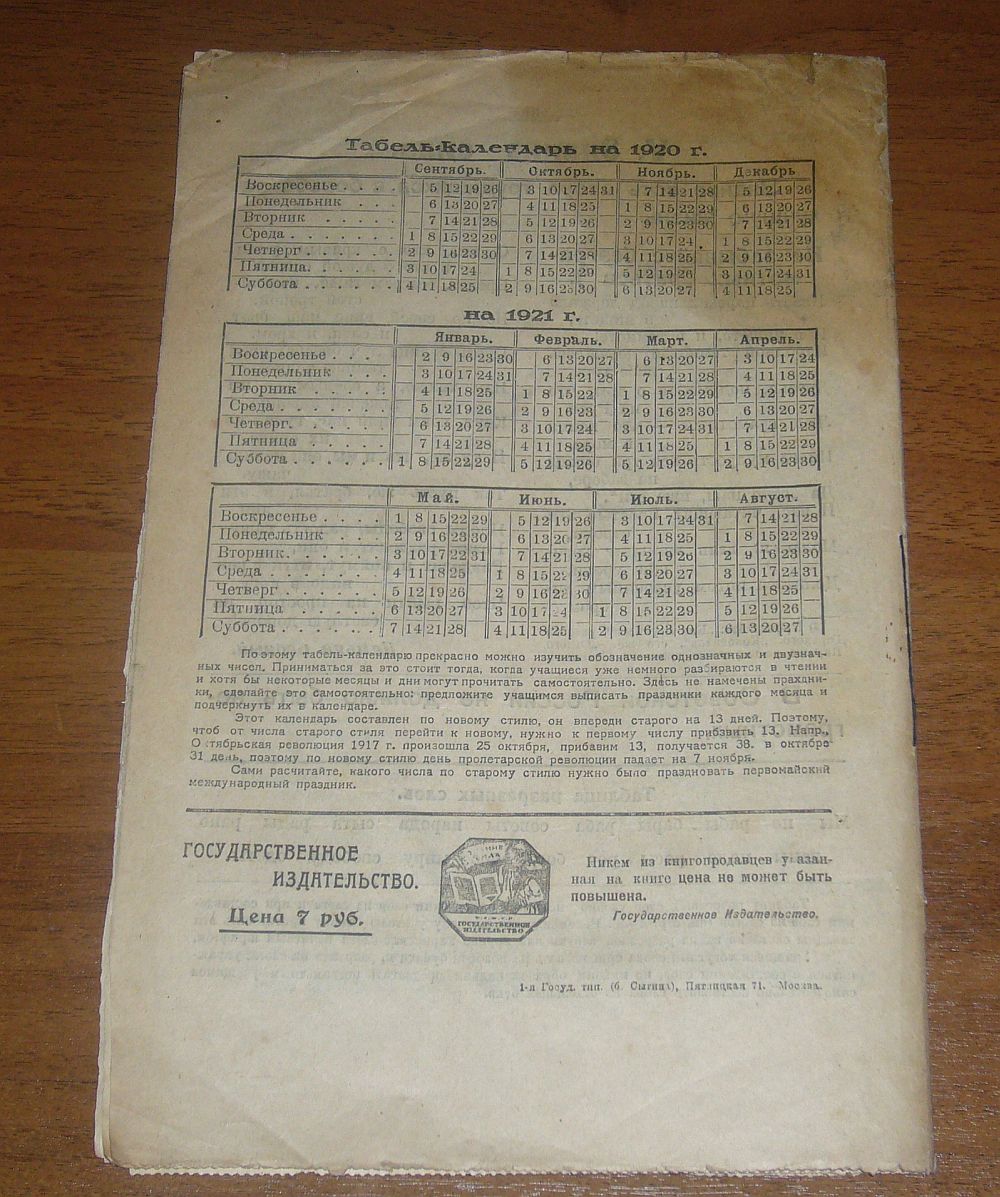 Табель-календарь на 1920 г.
Сентябрь. Октябрь. Ноябрь. Декабрь
Воскресенье . . . . 5 12 19 26 3 10 17 24 31 7 14 21 28 5 12 19 26
Понедельник . . . 6 13 20 27 4 11 18 25 1 8 15 22 29 6 13 20 27
Вторник . . . . . 7 14 21 28 5 12 19 26 2 9 16 23 30 7 14 21 28
Среда . . . . . . 1 8 15 22 29 6 13 20 27 3 10 17 24 1 8 15 22 29
Четверг . . . . . 2 9 16 23 30 7 14 21 28 4 11 18 25 2 9 16 23 30
Пятница. . . . . . 3 10 17 24 1 8 15 22 29 5 12 19 26 3 10 17 24 31
Суббота . . . . . . 4 11 18 25 2 9 16 23 30 6 13 20 27 4 11 18 25
на 1921 г.
Январь. Февраль. Март. Апрель.
Воскресенье . . . 2 9 16 23 30 6 13 20 27 6 13 20 27 3 10 17 24
Понедельник . . . 3 10 17 24 31 7 14 21 28 7 14 21 28 4 11 18 25
Вторник . . . . . 4 11 18 25 1 8 15 22 1 8 15 22 29 5 12 19 26
Среда . . . . . . 5 12 19 26 2 9 16 23 2 9 16 23 30 6 13 20 27
Четверг. . . . . . 6 13 20 27 3 10 17 24 3 10 17 24 31 7 14 21 28
Пятница . . . . . 7 14 21 28 4 11 18 25 4 11 18 25 1 8 15 22 29
Суббота . . . . . . 1 8 15 22 29 5 12 19 26 5 12 19 26 2 9 16 23 30
Май. Июнь. Июль. Август.
Воскресенье . . . . 1 8 15 22 29 5 12 19 26 3 10 17 24 31 7 14 21 28
Понедельник . . . 2 9 16 23 30 6 13 20 27 4 11 18 25 1 8 15 22 29
Вторник. . . . . . 3 10 17 22 31 7 14 21 28 5 12 19 26 2 9 16 23 30
Среда . . . . . . . 4 11 18 25 1 8 15 22 29 6 13 20 27 3 10 17 24 31
Четверг . . . . . . 5 12 19 26 2 9 16 23 30 7 14 21 28 4 11 18 25
Пятница . . . . . 6 13 20 27 3 10 17 24 1 8 15 22 29 5 12 19 26
Суббота . . . . . . 7 14 21 28 4 11 18 25 2 9 16 23 30 6 13 20 27
По этому табель-календарю прекрасно можно изучить обозначение однозначных и двузнач-
ных чисел. Приниматься за это стоит тогда, когда учащиеся уже немного разбираются в чтении
и хотя бы некоторые месяцы и дни могут прочитать самостоятельно. Здесь не намечены праздни-
ки, сделайте это самостоятельно: предложите учащимся выписать праздники каждого месяца и
подчеркнуть их в календаре.
Этот календарь составлен по новому стилю, он впереди старого на 13 дней. Поэтому,
чтоб от числа старого стиля перейти к новому, нужно к первому числу прибавить 13. Напр.,
Октябрьская революция 1917 г. произошла 25 октября, прибавим 13, получается 38. в октябре
31 день, поэтому по новому стилю день пролетарской революции падает на 7 ноября.
Сами расчитайте, какого числа по старому стилю нужно было праздновать первомайский
международный праздник.
ГОСУДАРСТВЕННОЕ
ИЗДАТЕЛЬСТВО.
Цена 7 руб.
ГОСУДАРСТВЕННОЕ
ИЗДАТЕЛЬСТВО
Никем из книгопродавцев указан-
ная на книге цена не может быть
повышена.
Государственное Издательство.
1-я Госуд. тип. (б. Сытина), Пятницкая 71. Москва.